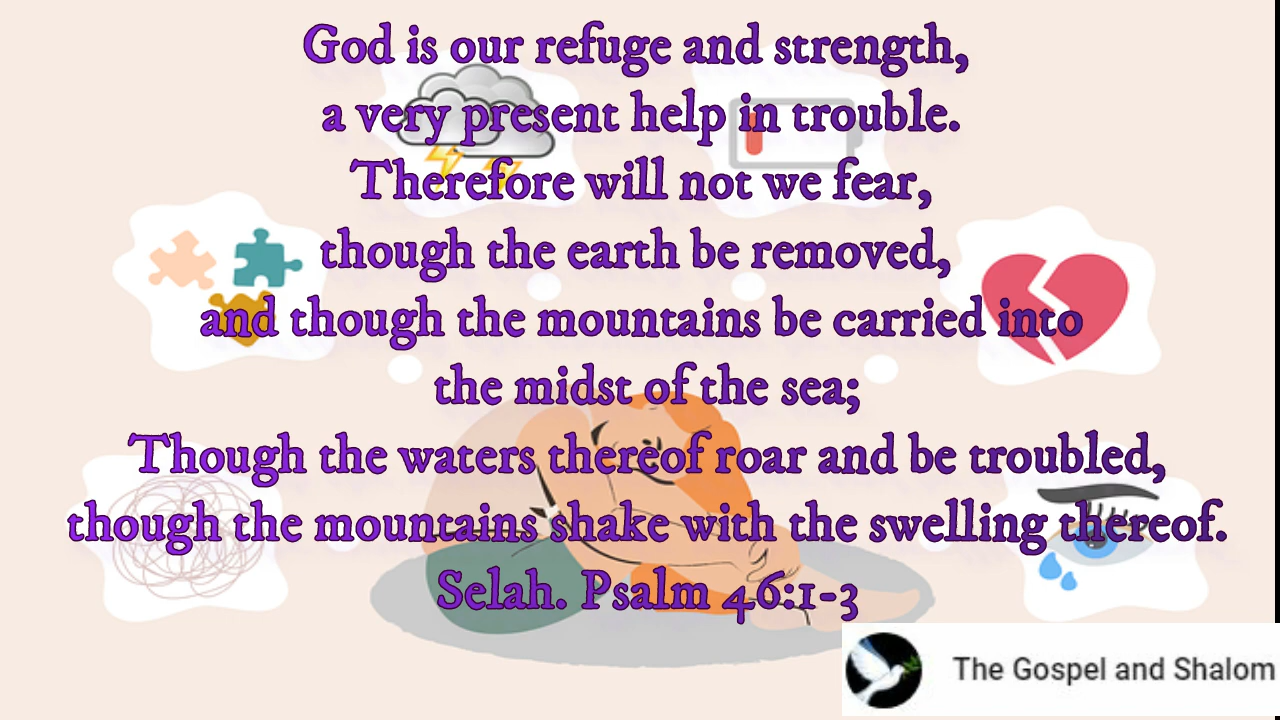 God is our refuge and strength,
a very present help in trouble.
Therefore will not we fear,
though the earth be removed,
and though the mountains be carried into
the midst of the sea;
Though the waters thereof roar and be troubled,
though the mountains shake with the swelling thereof.
Selah. Psalm 46:1-3
The Gospel and Shalom